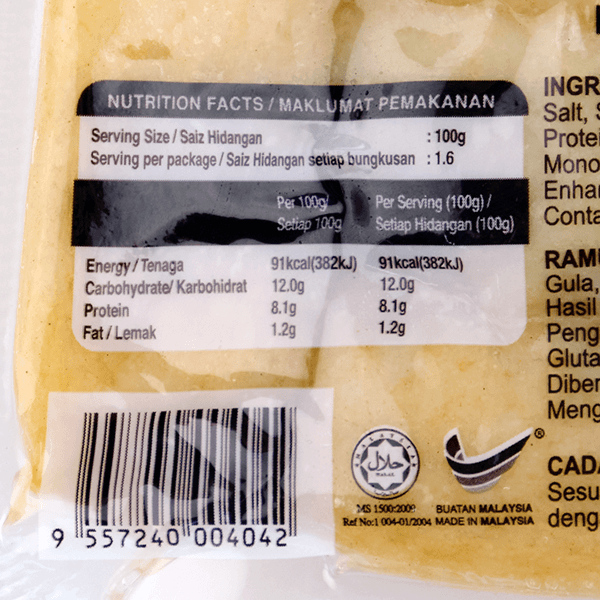 NUTRITION FACTS / MAKLUMAT PEMAKANAN
Serving Size / Saiz Hidangan : 100g
Serving per package / Saiz Hidangan setiap bungkusan : 1.6
Per 100g/ Per Serving (100g) /
Setiap 100g Setiap Hidangan (100g)
Energy / Tenaga 91kcal(382kJ) 91kcal(382kJ)
Carbohydrate/ Karbohidrat 12.0g 12.0g
Protein 8.1g 8.1g
Fat / Lemak 1.2g 1.2g
INGR
Salt, S
Protei
Mono
Enha
Conta
RAMU
Gula,
Hasil
Peng
Gluta
Diber
Meng
CADA
Sesu
deng
MALAYSIA
حلال
MS 1500:2009
Ref No:1 004-01/2004
®
BUATAN MALAYSIA
MADE IN MALAYSIA
9 557240 004042